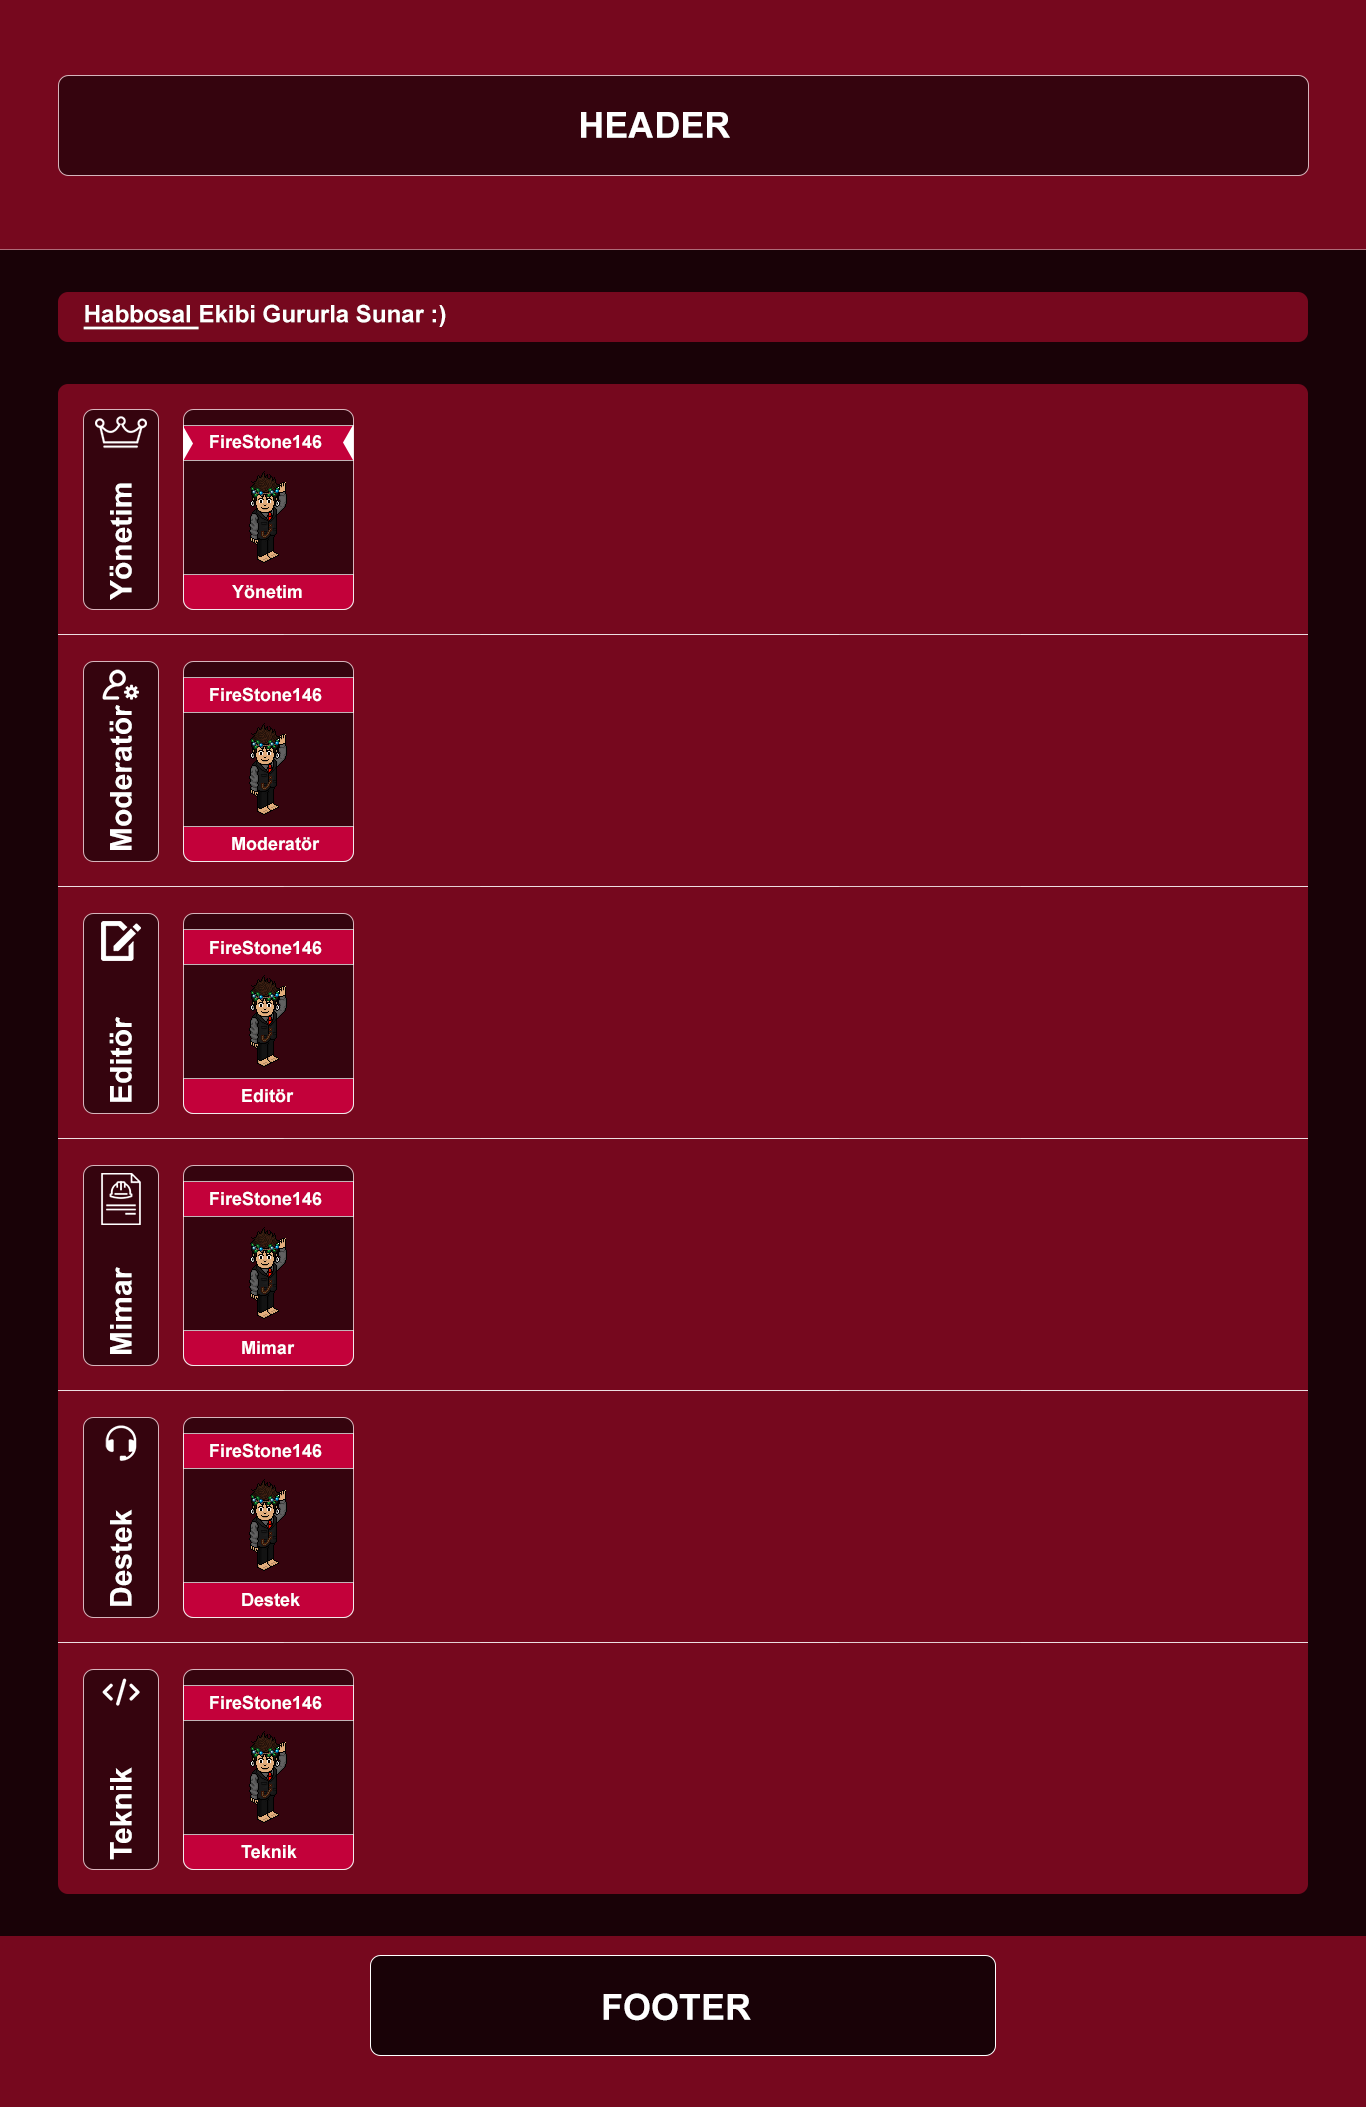 HEADER
Habbosal Ekibi Gururla Sunar :)
Yönetim
FireStone146
Yönetim
Moderatör
FireStone146
Moderatör
Editör
FireStone146
Editör
Mimar
FireStone146
Mimar
Destek
FireStone146
Destek
Teknik
FireStone146
Teknik
FOOTER